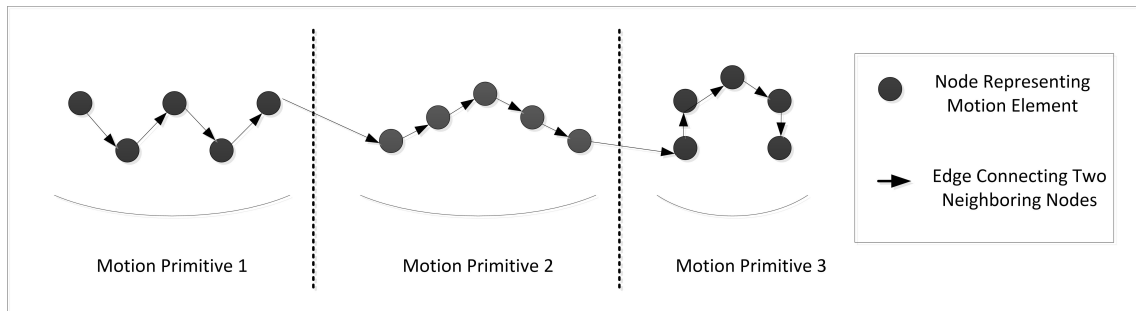 Node Representing
Motion Element
Edge Connecting Two
Neighboring Nodes
Motion Primitive 1
Motion Primitive 2
Motion Primitive 3